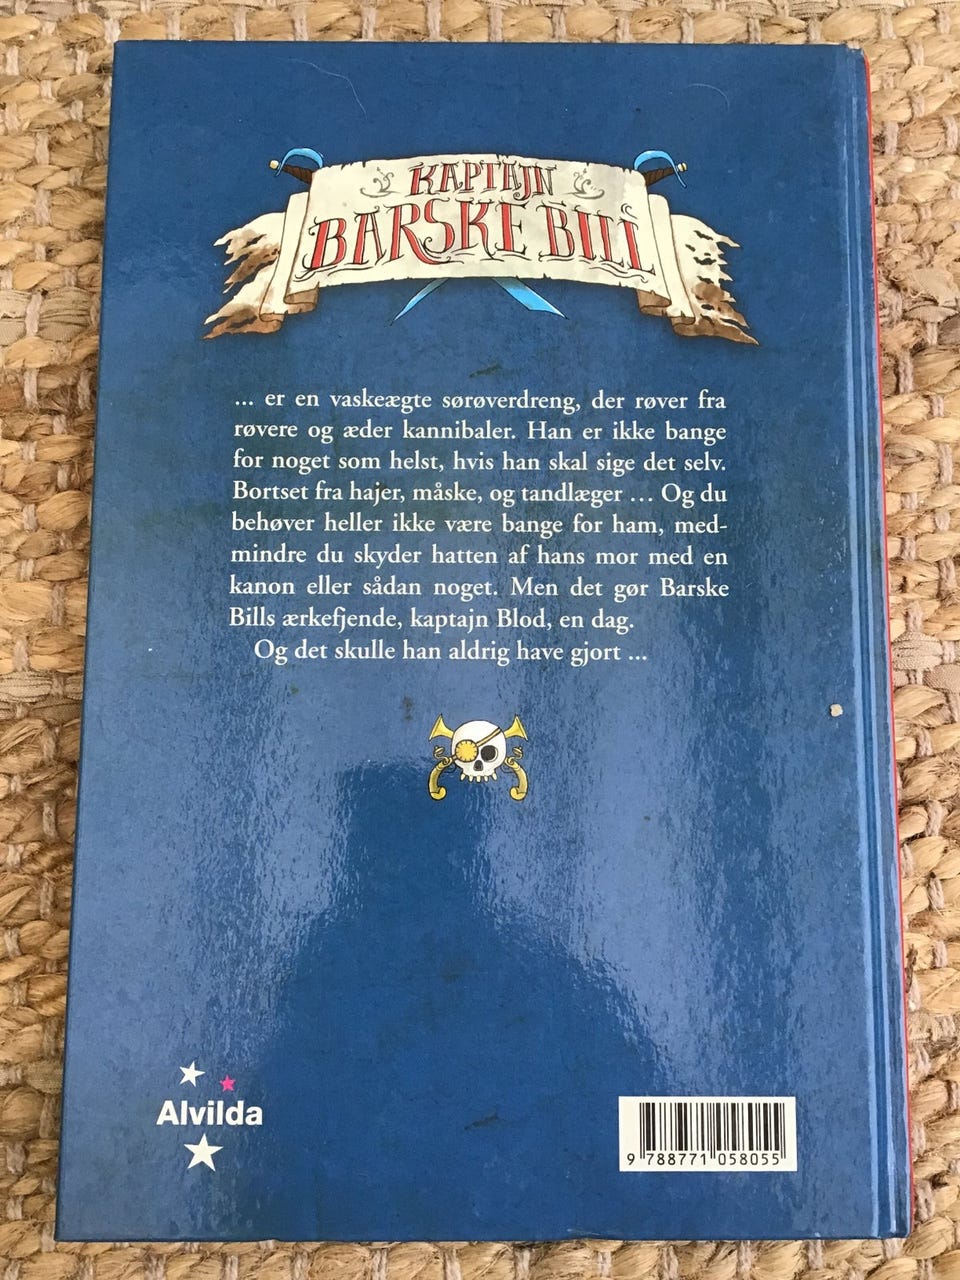 KAPTAJN
BARSKE BILL
... er en vaskeægte sørøverdreng, der røver fra
røvere og æder kannibaler. Han er ikke bange
for noget som helst, hvis han skal sige det selv.
Bortset fra hajer, måske, og tandlæger ... Og du
behøver heller ikke være bange for ham, med-
mindre du skyder hatten af hans mor med en
kanon eller sådan noget. Men det gør Barske
Bills ærkefjende, kaptajn Blod, en dag.
Og det skulle han aldrig have gjort ...
Alvilda
9 788771 058055